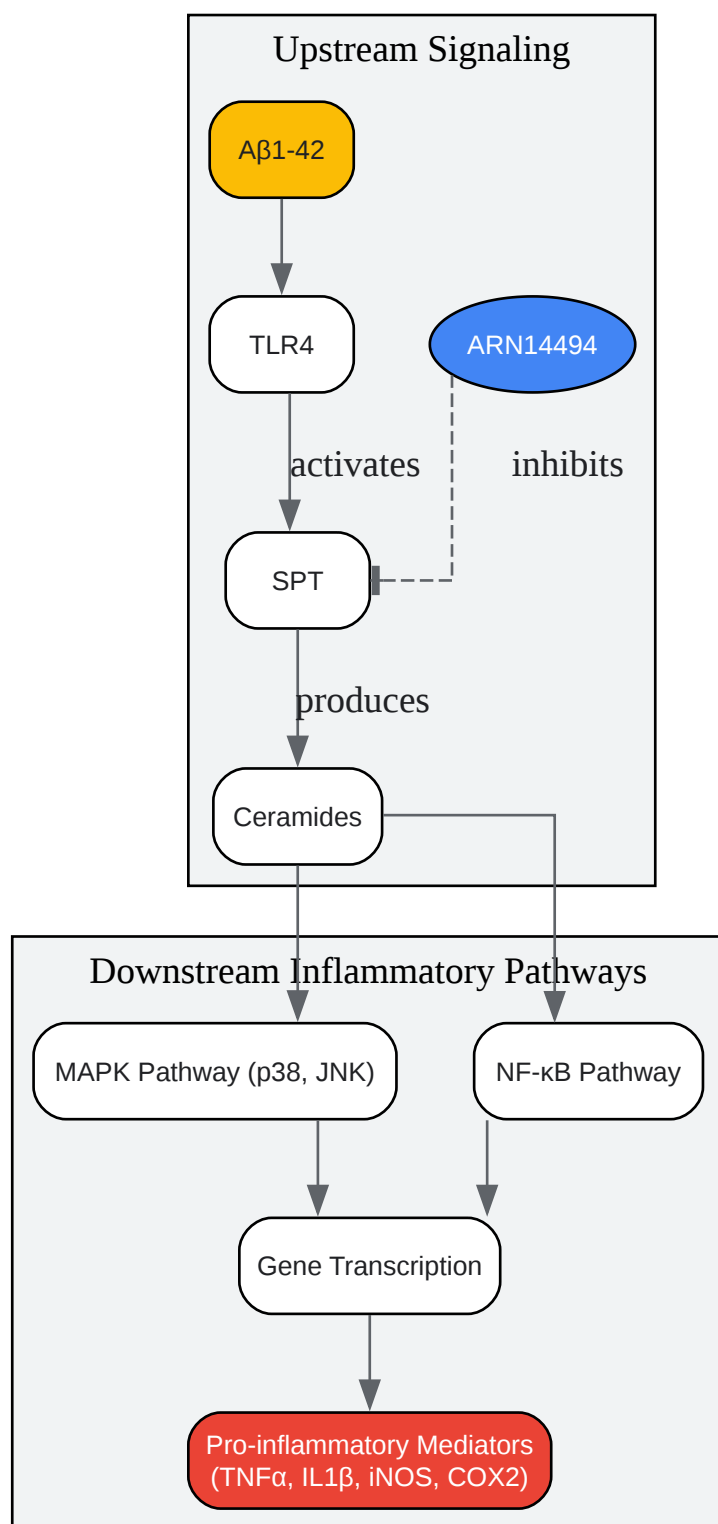 Upstream Signaling
Aβ1-42
TLR4
ARN14494
activates
inhibits
SPT
produces
Ceramides
Downstream Inflammatory Pathways
MAPK Pathway (p38, JNK)
NF-κB Pathway
Gene Transcription
Pro-inflammatory Mediators
(TNFα, IL1β, iNOS, COX2)